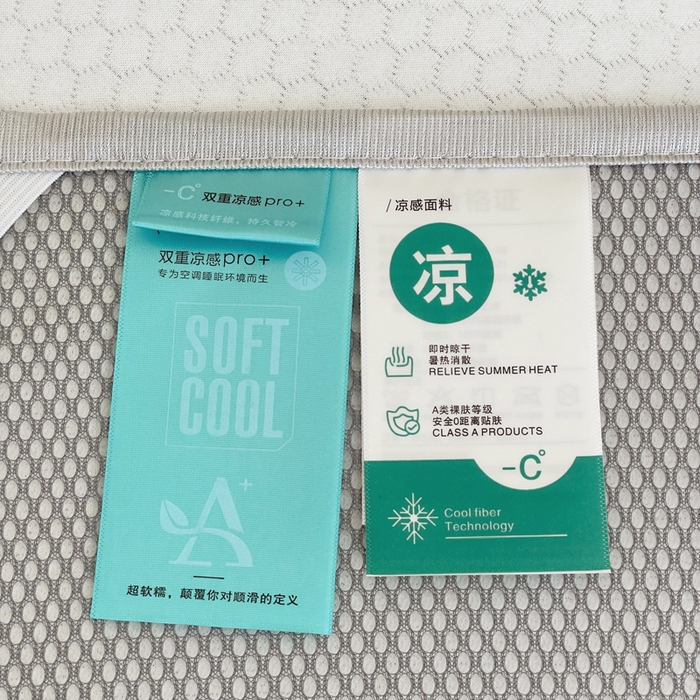 -C° 双重凉感pro+
凉感科技纤维，持久智冷
双重凉感pro+
专为空调睡眠环境而生
SOFT
COOL
A+
超软糯，颠覆你对顺滑的定义
/凉感面料
凉
即时晾干
暑热消散
RELIEVE SUMMER HEAT
A类裸肤等级
安全0距离贴肤
CLASS A PRODUCTS
-C°
Cool fiber
Technology